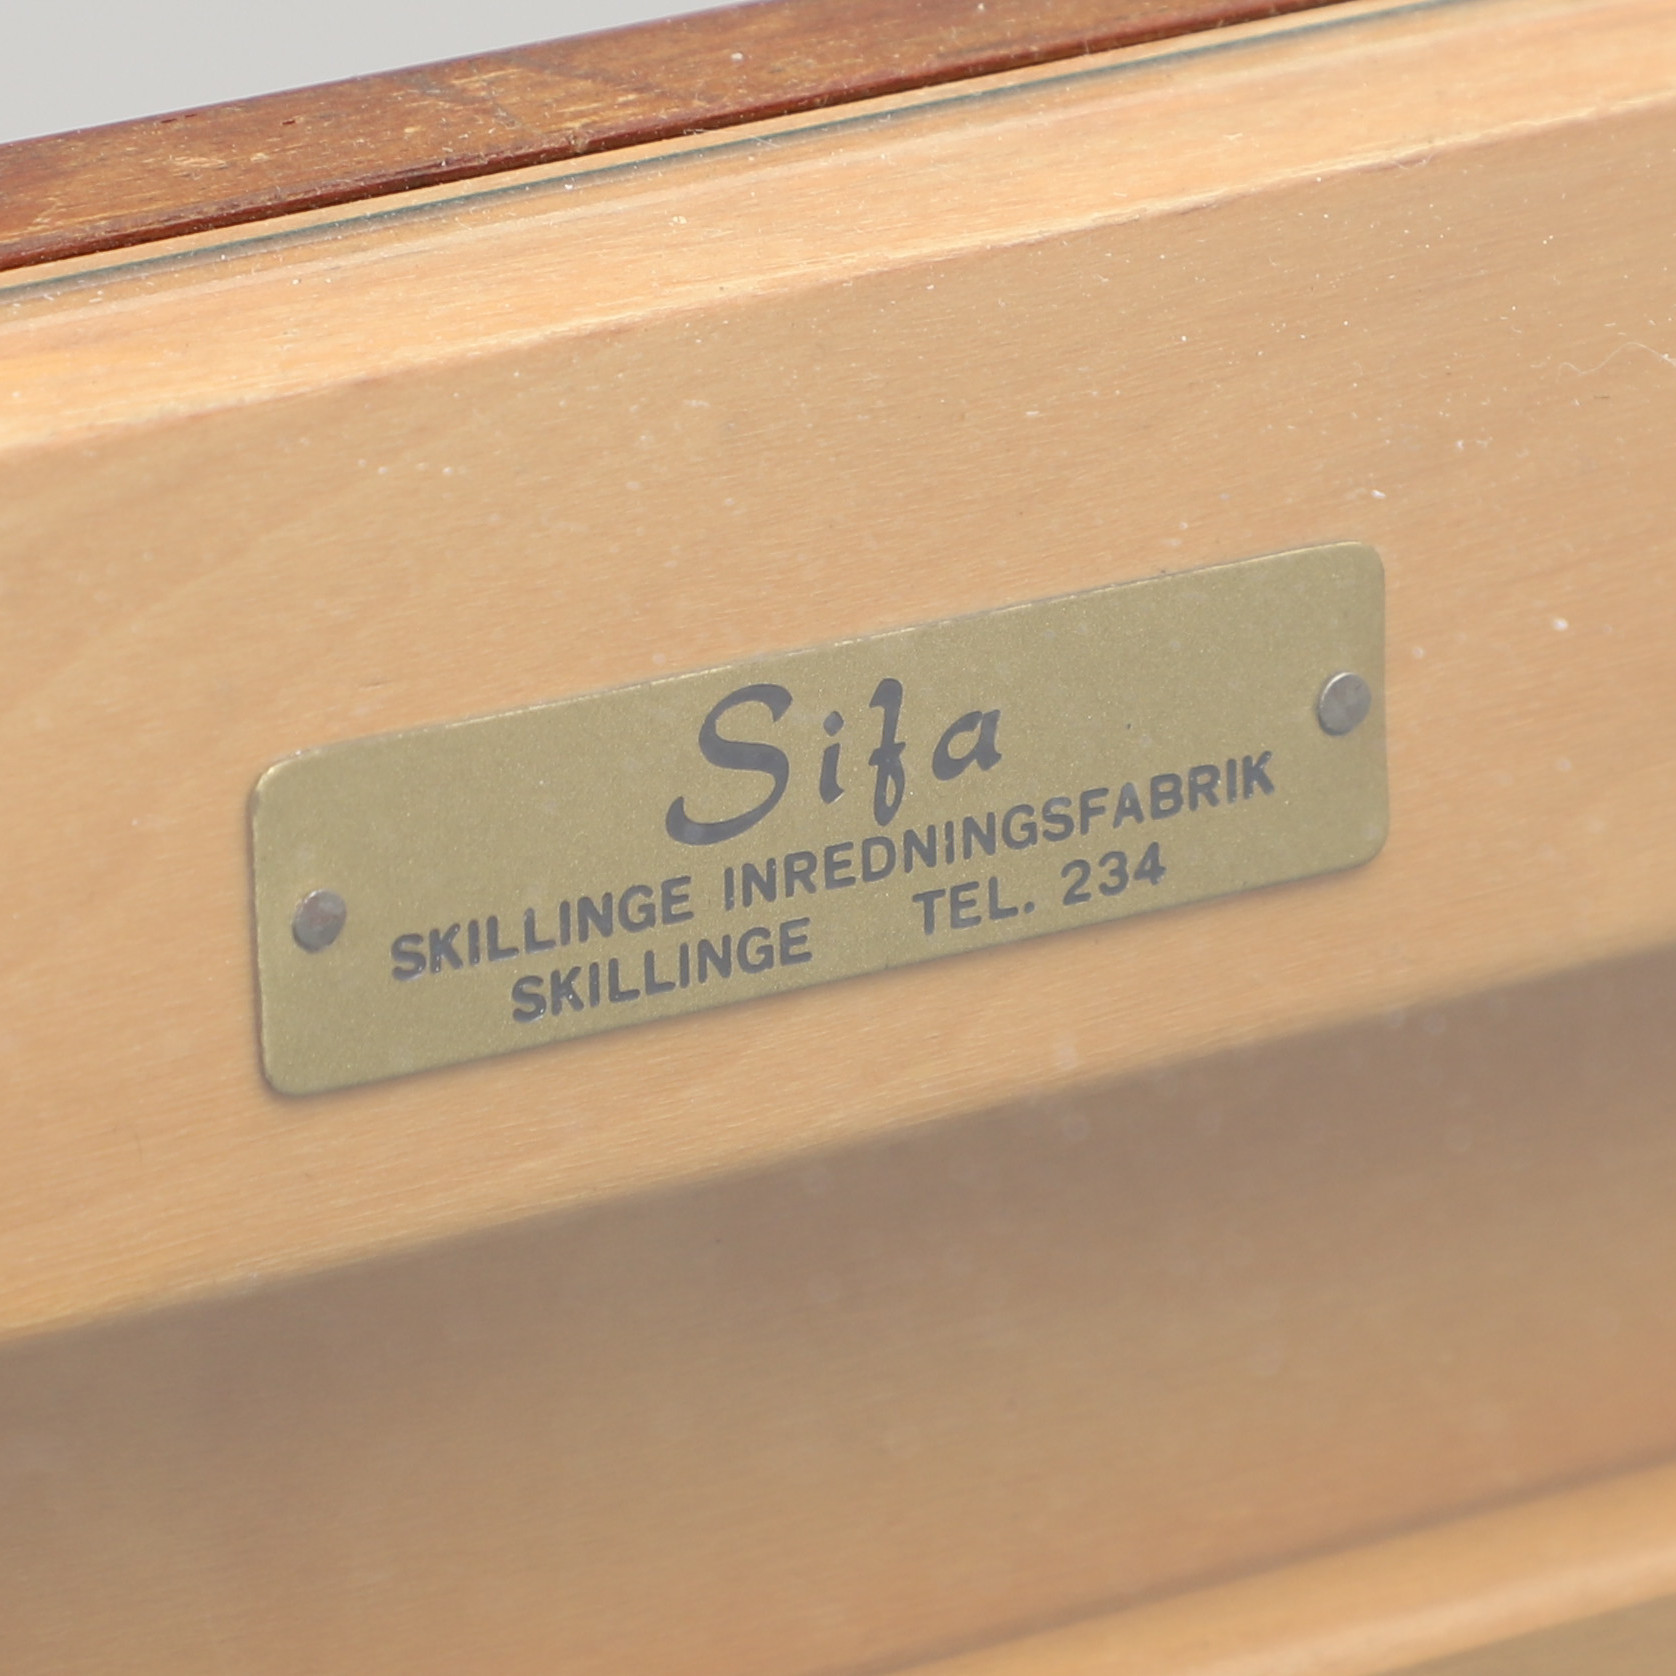 Sifa
SKILLINGE INREDNINGSFABRIK
SKILLINGE TEL. 234